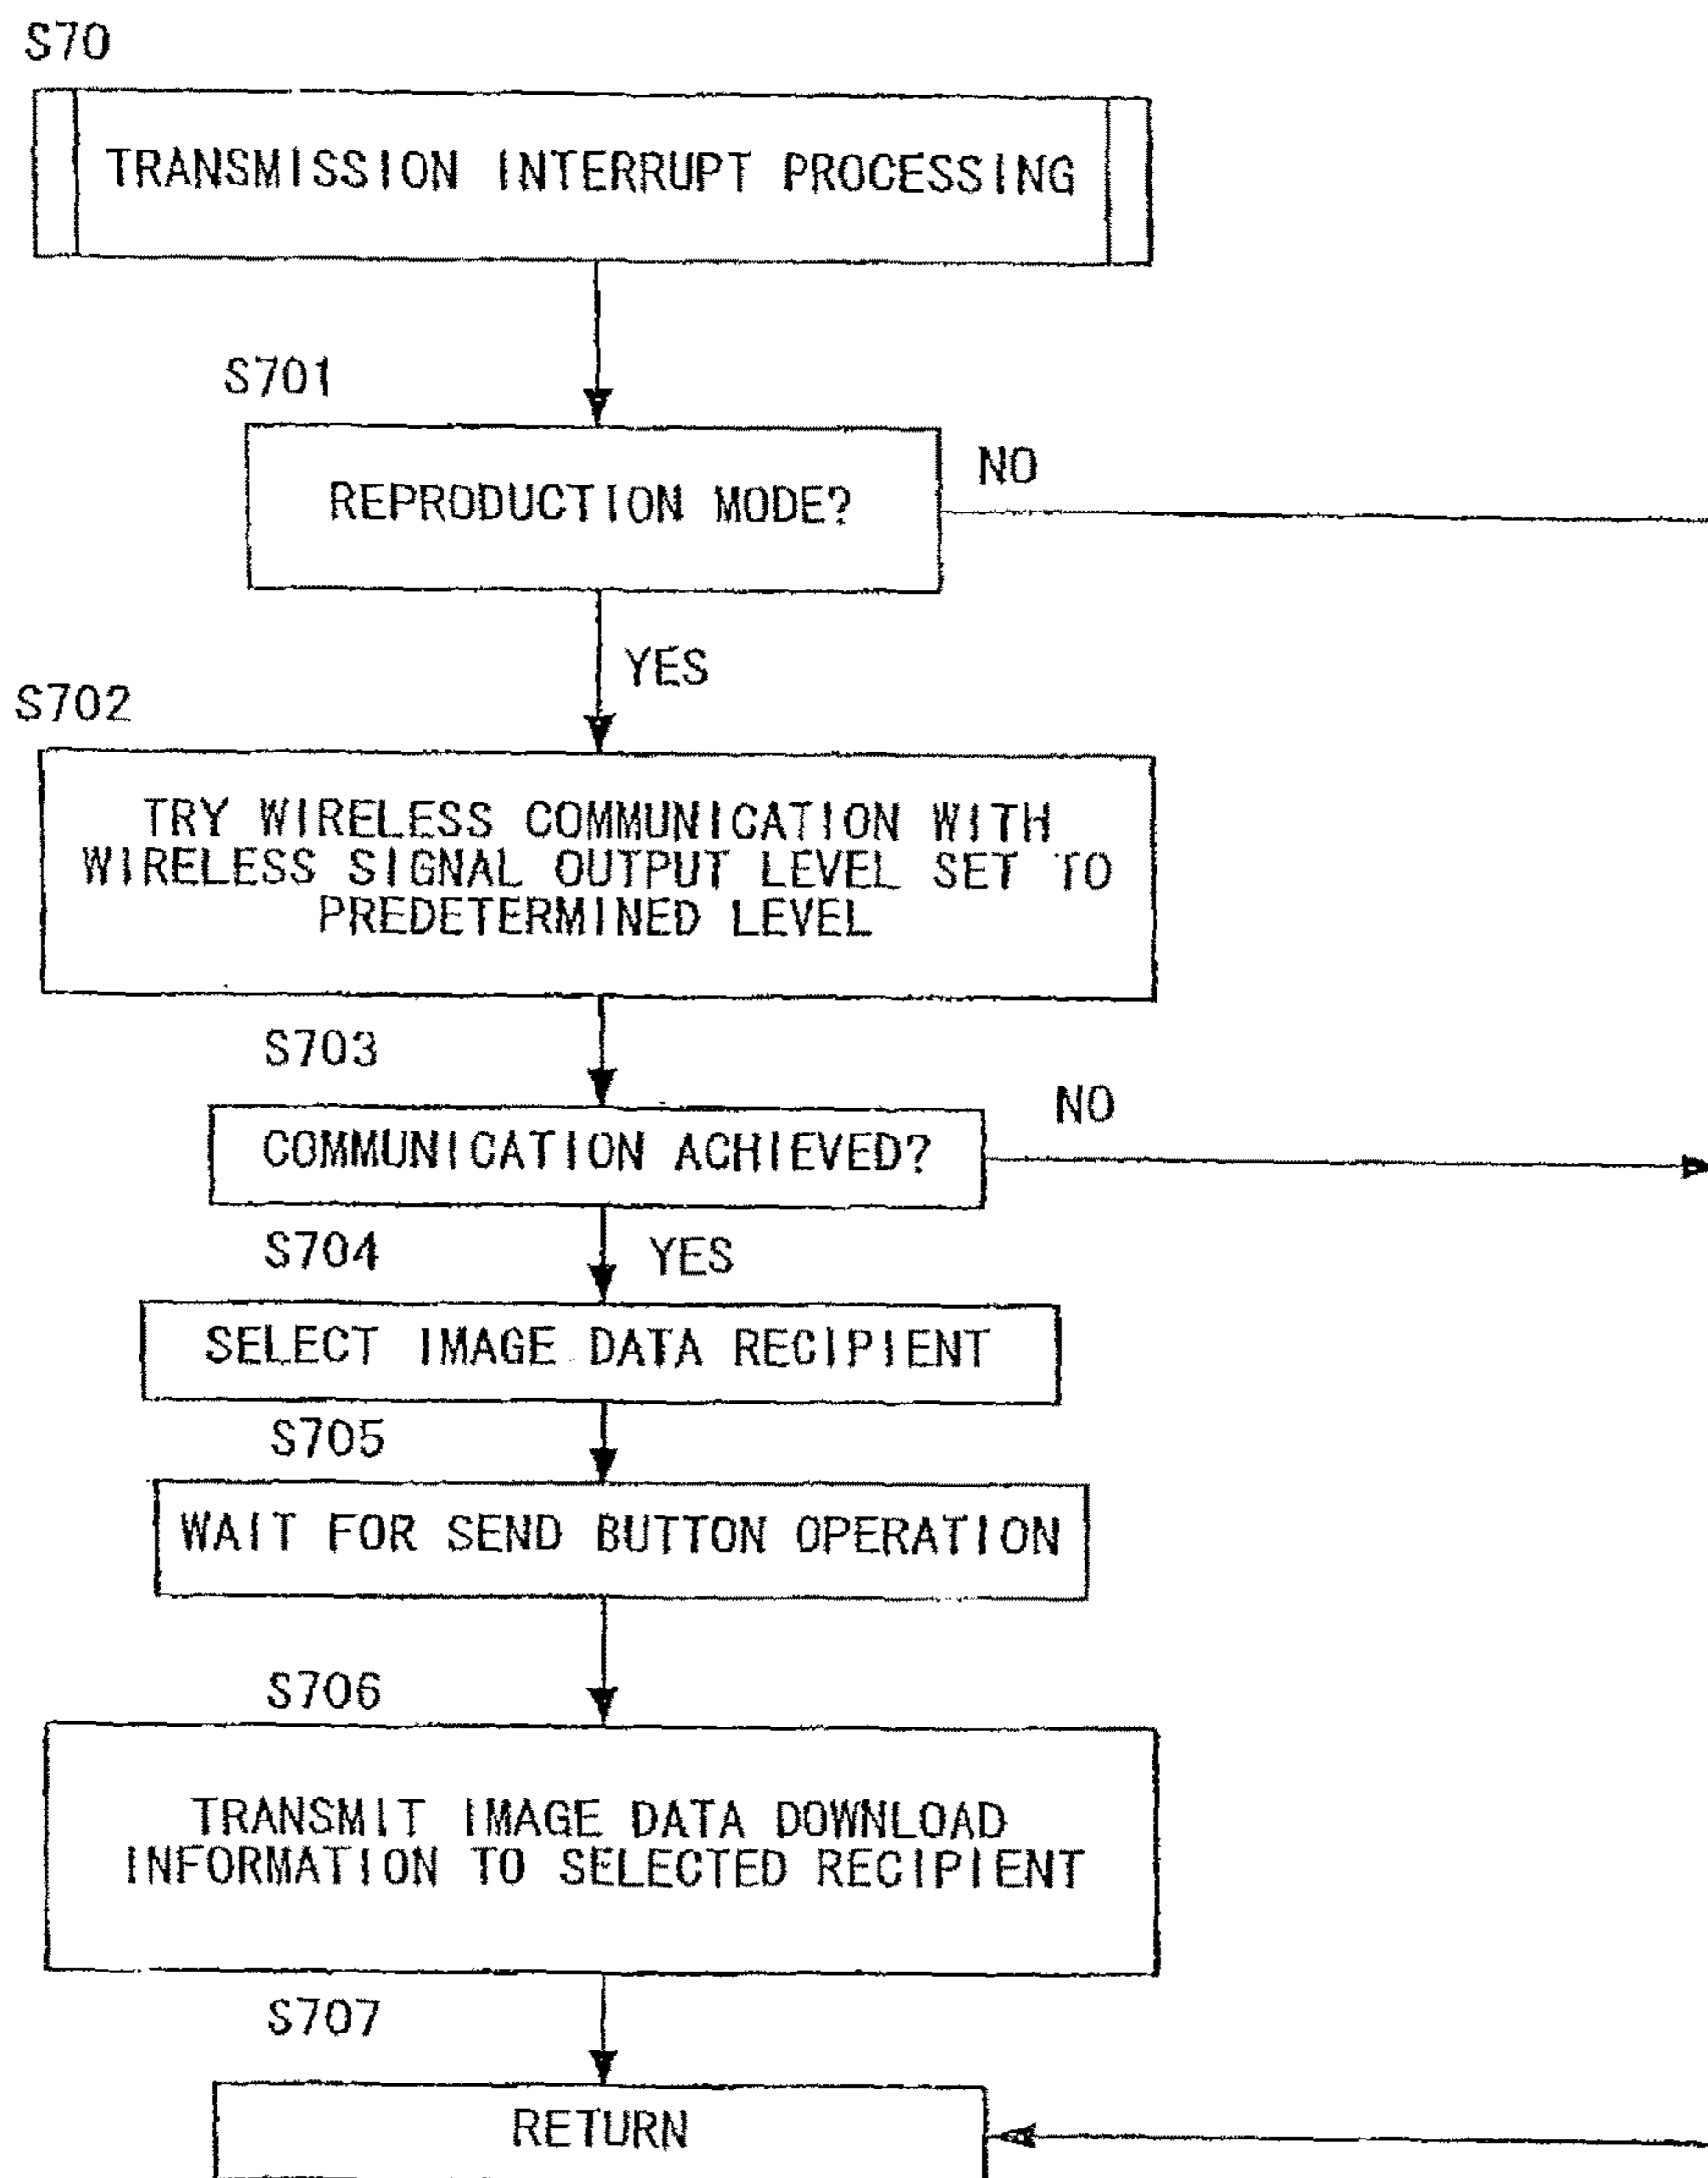 S70
TRANSMISSION INTERRUPT PROCESSING
S701
REPRODUCTION MODE?
NO
YES
S702
TRY WIRELESS COMMUNICATION WITH
WIRELESS SIGNAL OUTPUT LEVEL SET TO
PREDETERMINED LEVEL
S703
COMMUNICATION ACHIEVED?
NO
S704
YES
SELECT IMAGE DATA RECIPIENT
S705
WAIT FOR SEND BUTTON OPERATION
S706
TRANSMIT IMAGE DATA DOWNLOAD
INFORMATION TO SELECTED RECIPIENT
S707
RETURN